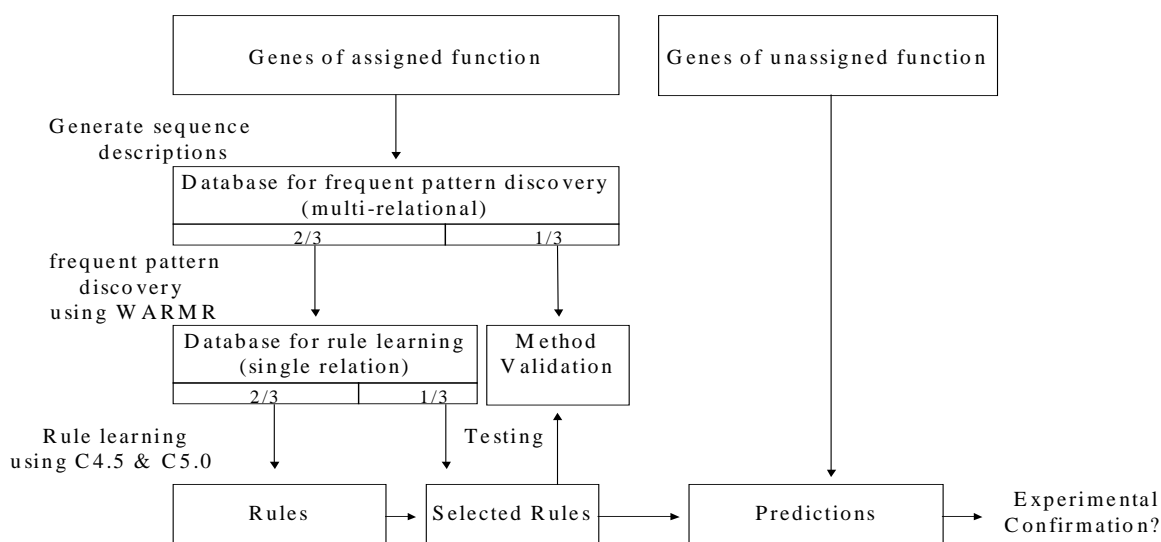 Genes of assigned function
Genes of unassigned function
Generate sequence
descriptions
Database for frequent pattern discovery
(multi-relational)
2/3
1/3
frequent pattern
discovery
using WARMR
Database for rule learning
(single relation)
2/3
1/3
Method
Validation
Rule learning
using C4.5 & C5.0
Testing
Rules
Selected Rules
Predictions
Experimental
Confirmation?